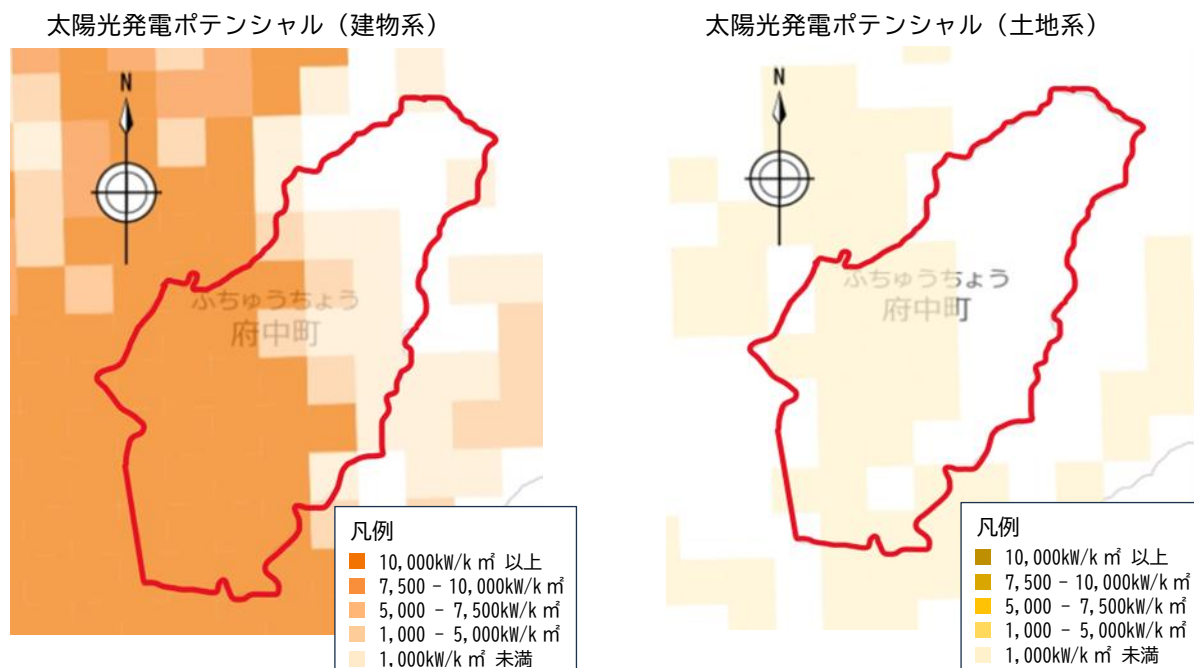 太陽光発電ポテンシャル（建物系）
N
ふちゅうちょう
府中町
凡例
10,000kW/k㎡ 以上
7,500 - 10,000kW/k㎡
5,000 - 7,500kW/k㎡
1,000 - 5,000kW/k㎡
1,000kW/k㎡ 未満
太陽光発電ポテンシャル（土地系）
N
ふちゅうちょう
府中町
凡例
10,000kW/k㎡ 以上
7,500 - 10,000kW/k㎡
5,000 - 7,500kW/k㎡
1,000 - 5,000kW/k㎡
1,000kW/k㎡ 未満